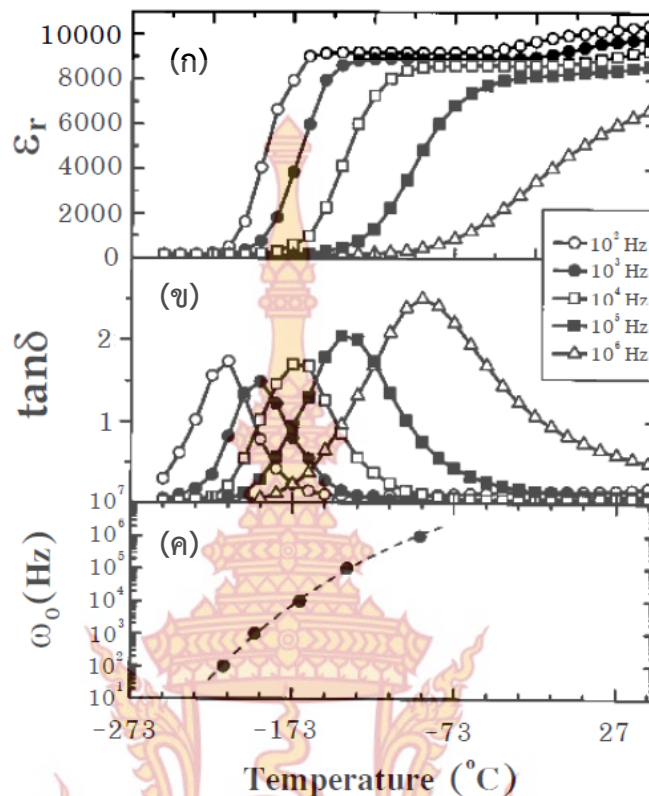 10000
8000
6000
4000
2000
0
εr
(ก)
10² Hz
10³ Hz
10⁴ Hz
10⁵ Hz
10⁶ Hz
(ข)
2
1
tanδ
10⁷
10⁶
10⁵
10⁴
10³
10²
10¹
ω₀(Hz)
(ค)
-273
-173
-73
27
Temperature (°C)